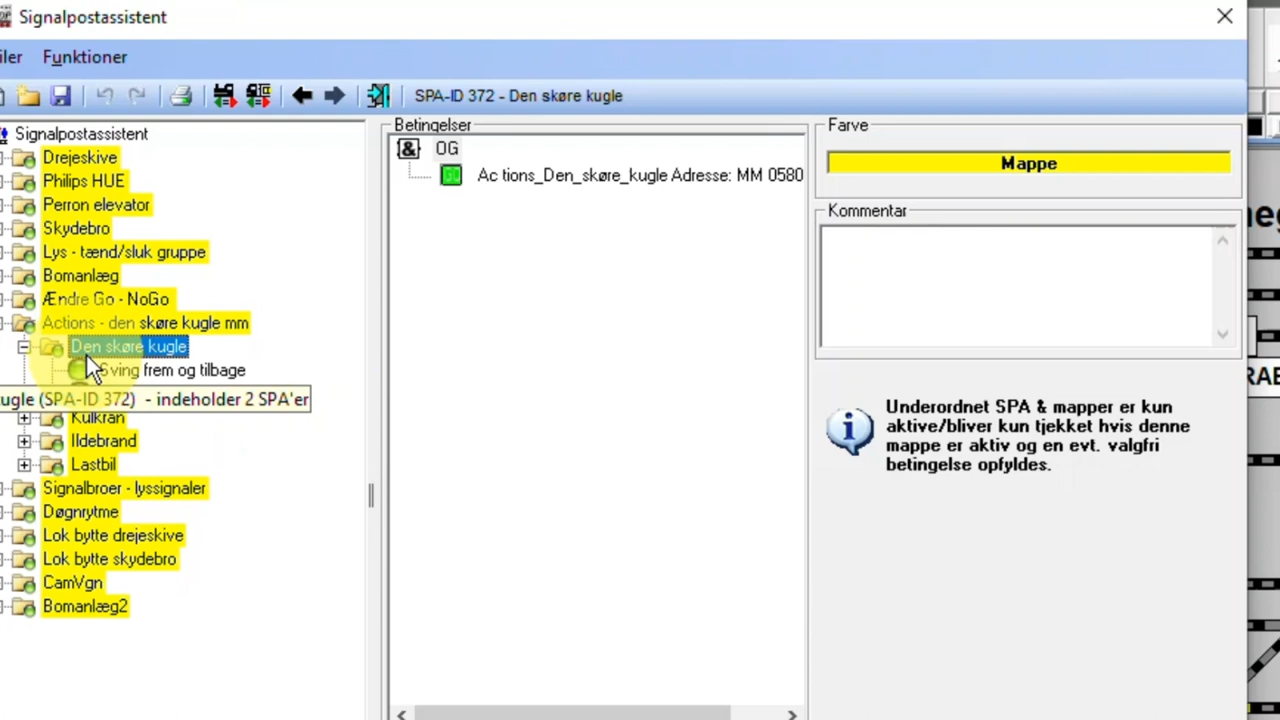 Signalpostassistent
iler Funktioner
SPA-ID 372 - Den skøre kugle
Signalpostassistent
Drejeskive
Philips HUE
Perron elevator
Skydebro
Lys - tænd/sluk gruppe
Bomanlæg
Ændre Go - NoGo
Actions - den skøre kugle mm
Den skøre kugle
Sving frem og tilbage
ugle (SPA-ID 372) - indeholder 2 SPA'er
Kulkran
Ildebrand
Lastbil
Signalbroer - lyssignaler
Døgnrytme
Lok bytte drejeskive
Lok bytte skydebro
CamVgn
Bomanlæg2
Betingelser
& OG
GO Ac tions_Den_skøre_kugle Adresse: MM 0580
Farve
Mappe
Kommentar
Underordnet SPA & mapper er kun
aktive/bliver kun tjekket hvis denne
mappe er aktiv og en evt. valgfri
betingelse opfyldes.